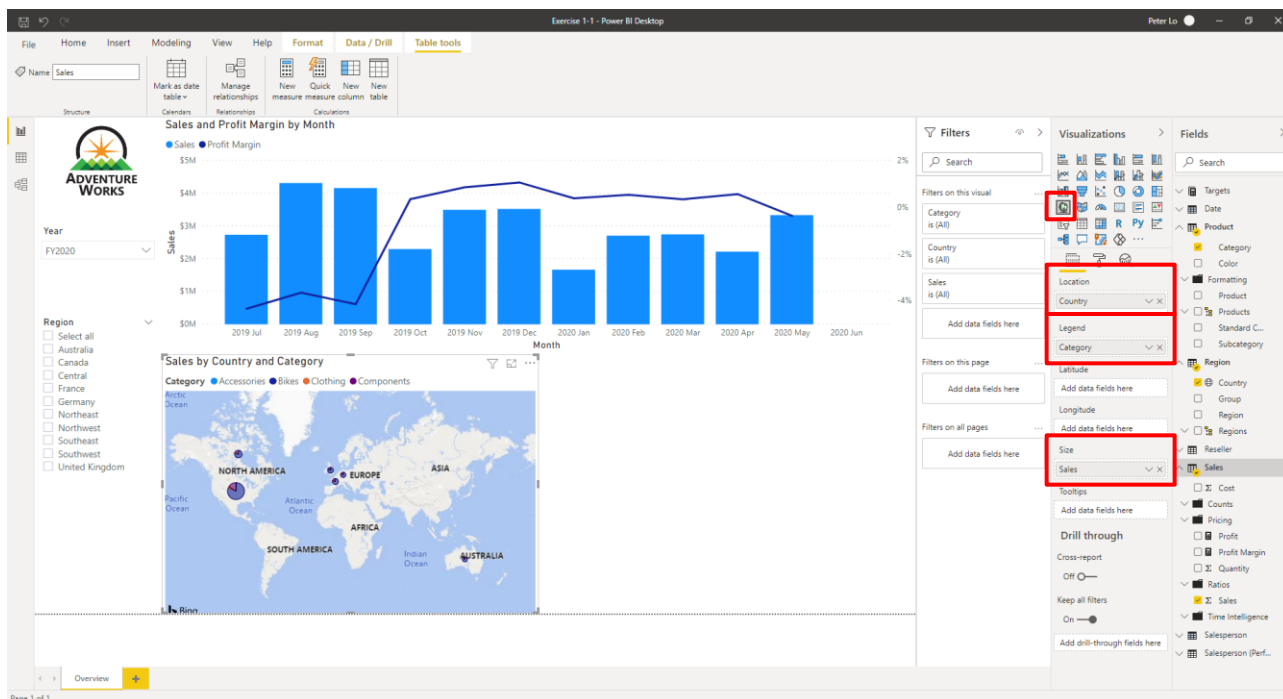 Exercise 1-1 - Power BI Desktop
Peter Lo
File Home Insert Modeling View Help Format Data / Drill Table tools
Name Sales
Mark as date table
Manage relationships
New measure
Quick measure
New column
New table
Structure
Calendars
Relationships
Calculations
ADVENTURE
WORKS
Year
FY2020
Region
Select all
Australia
Canada
Central
France
Germany
Northeast
Northwest
Southeast
Southwest
United Kingdom
Sales and Profit Margin by Month
Sales Profit Margin
$5M
$4M
$3M
$2M
$1M
$0M
Sales
2%
0%
-2%
-4%
2019 Jul 2019 Aug 2019 Sep 2019 Oct 2019 Nov 2019 Dec 2020 Jan 2020 Feb 2020 Mar 2020 Apr 2020 May 2020 Jun
Month
Sales by Country and Category
Category Accessories Bikes Clothing Components
Arctic
Ocean
NORTH AMERICA
EUROPE
ASIA
Pacific
Ocean
Atlantic
Ocean
AFRICA
SOUTH AMERICA
Indian
Ocean
AUSTRALIA
Bing
Filters
Search
Filters on this visual ...
Category
is (All)
Country
is (All)
Sales
is (All)
Add data fields here
Filters on this page ...
Add data fields here
Filters on all pages ...
Add data fields here
Visualizations
R Py
Location
Country
Legend
Category
Latitude
Add data fields here
Longitude
Add data fields here
Size
Sales
Tooltips
Add data fields here
Drill through
Cross-report
Off
Keep all filters
On
Add drill-through fields here
Fields
Search
Targets
Date
Product
Category
Color
Formatting
Product
Products
Standard C...
Subcategory
Region
Country
Group
Region
Regions
Reseller
Sales
Σ Cost
Counts
Pricing
Profit
Profit Margin
Σ Quantity
Ratios
Σ Sales
Time Intelligence
Salesperson
Salesperson (Perf...
Overview +
Page 1 of 1